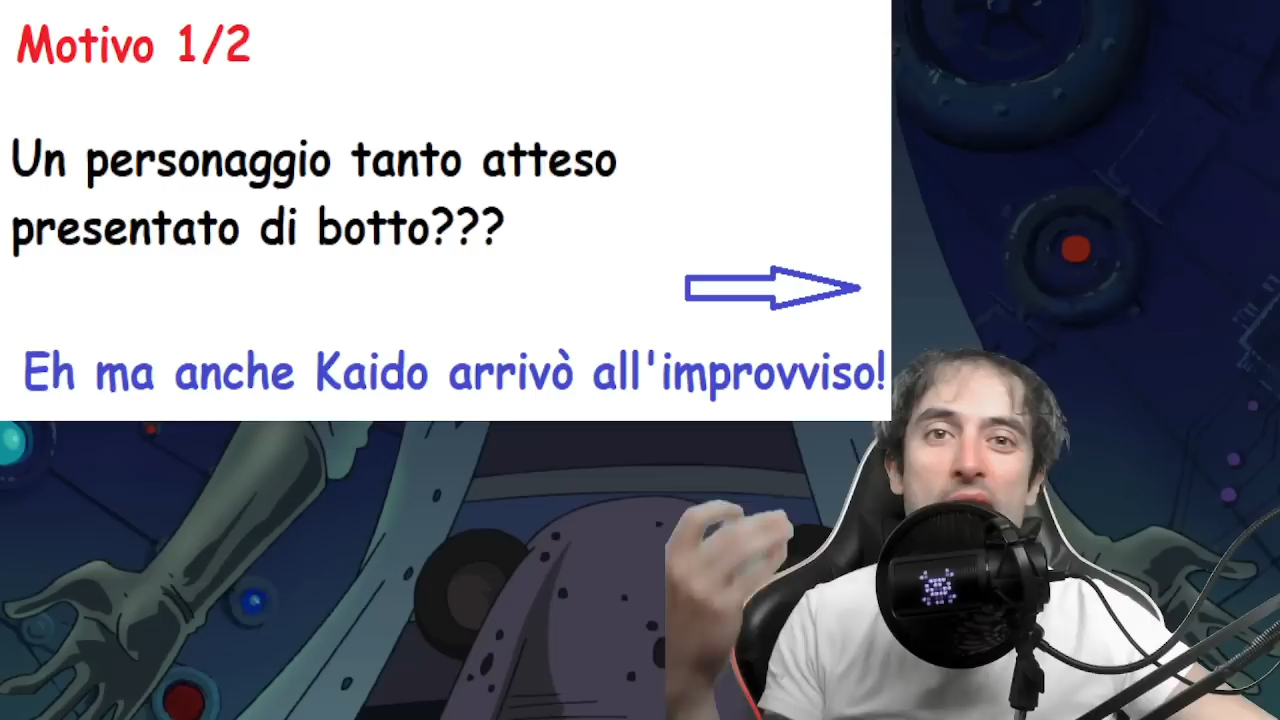 Motivo 1/2
Un personaggio tanto atteso
presentato di botto???
Eh ma anche Kaido arrivò all'improvviso!